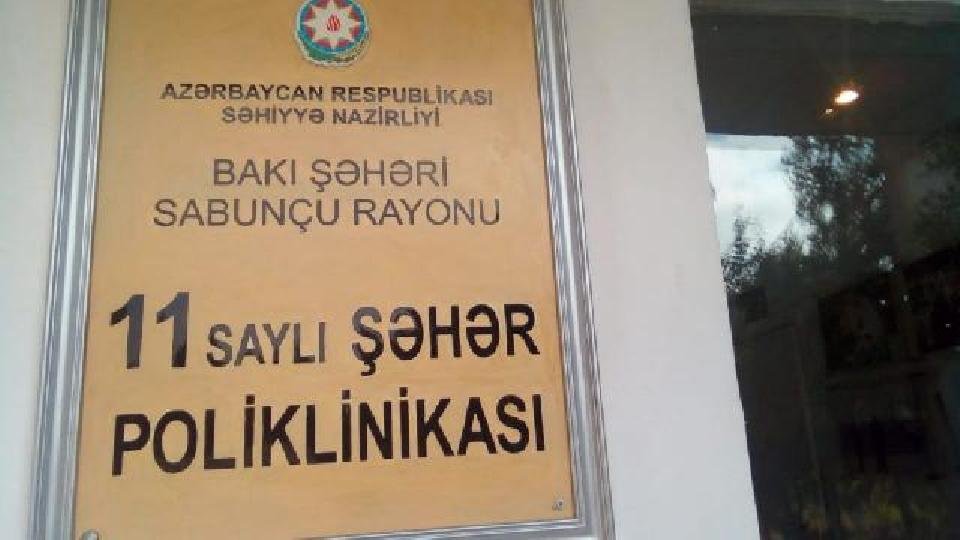 AZƏRBAYCAN RESPUBLİKASI
SƏHİYYƏ NAZİRLİYİ
BAKI ŞƏHƏRİ
SABUNÇU RAYONU
11 SAYLI ŞƏHƏR
POLİKLİNİKASI